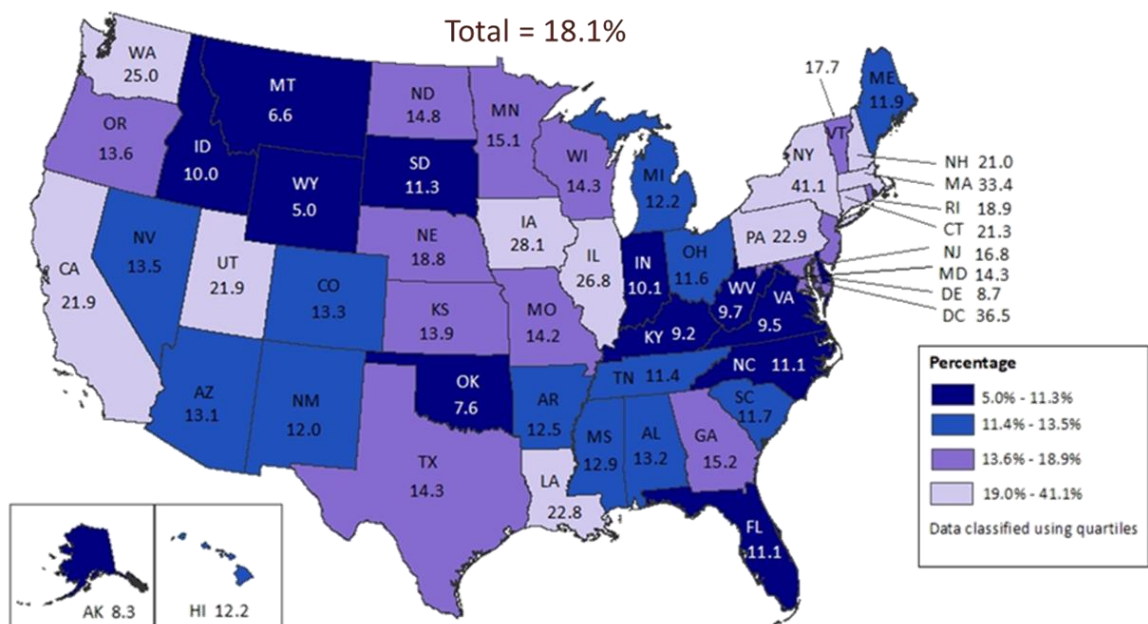 Total = 18.1%
WA
25.0
MT
6.6
ND
14.8
MN
15.1
OR
13.6
ID
10.0
WY
5.0
SD
11.3
WI
14.3
MI
12.2
17.7
VT
ME
11.9
NY
41.1
NH 21.0
MA 33.4
RI 18.9
CT 21.3
NJ 16.8
MD 14.3
DE 8.7
DC 36.5
NV
13.5
CA
21.9
UT
21.9
CO
13.3
NE
18.8
IA
28.1
IL
26.8
IN
10.1
OH
11.6
PA 22.9
KS
13.9
MO
14.2
KY 9.2
WV
9.7
VA
9.5
AZ
13.1
NM
12.0
OK
7.6
AR
12.5
TN 11.4
NC 11.1
SC
11.7
TX
14.3
LA
22.8
MS
12.9
AL
13.2
GA
15.2
FL
11.1
AK 8.3
HI 12.2
Percentage
5.0% - 11.3%
11.4% - 13.5%
13.6% - 18.9%
19.0% - 41.1%
Data classified using quartiles